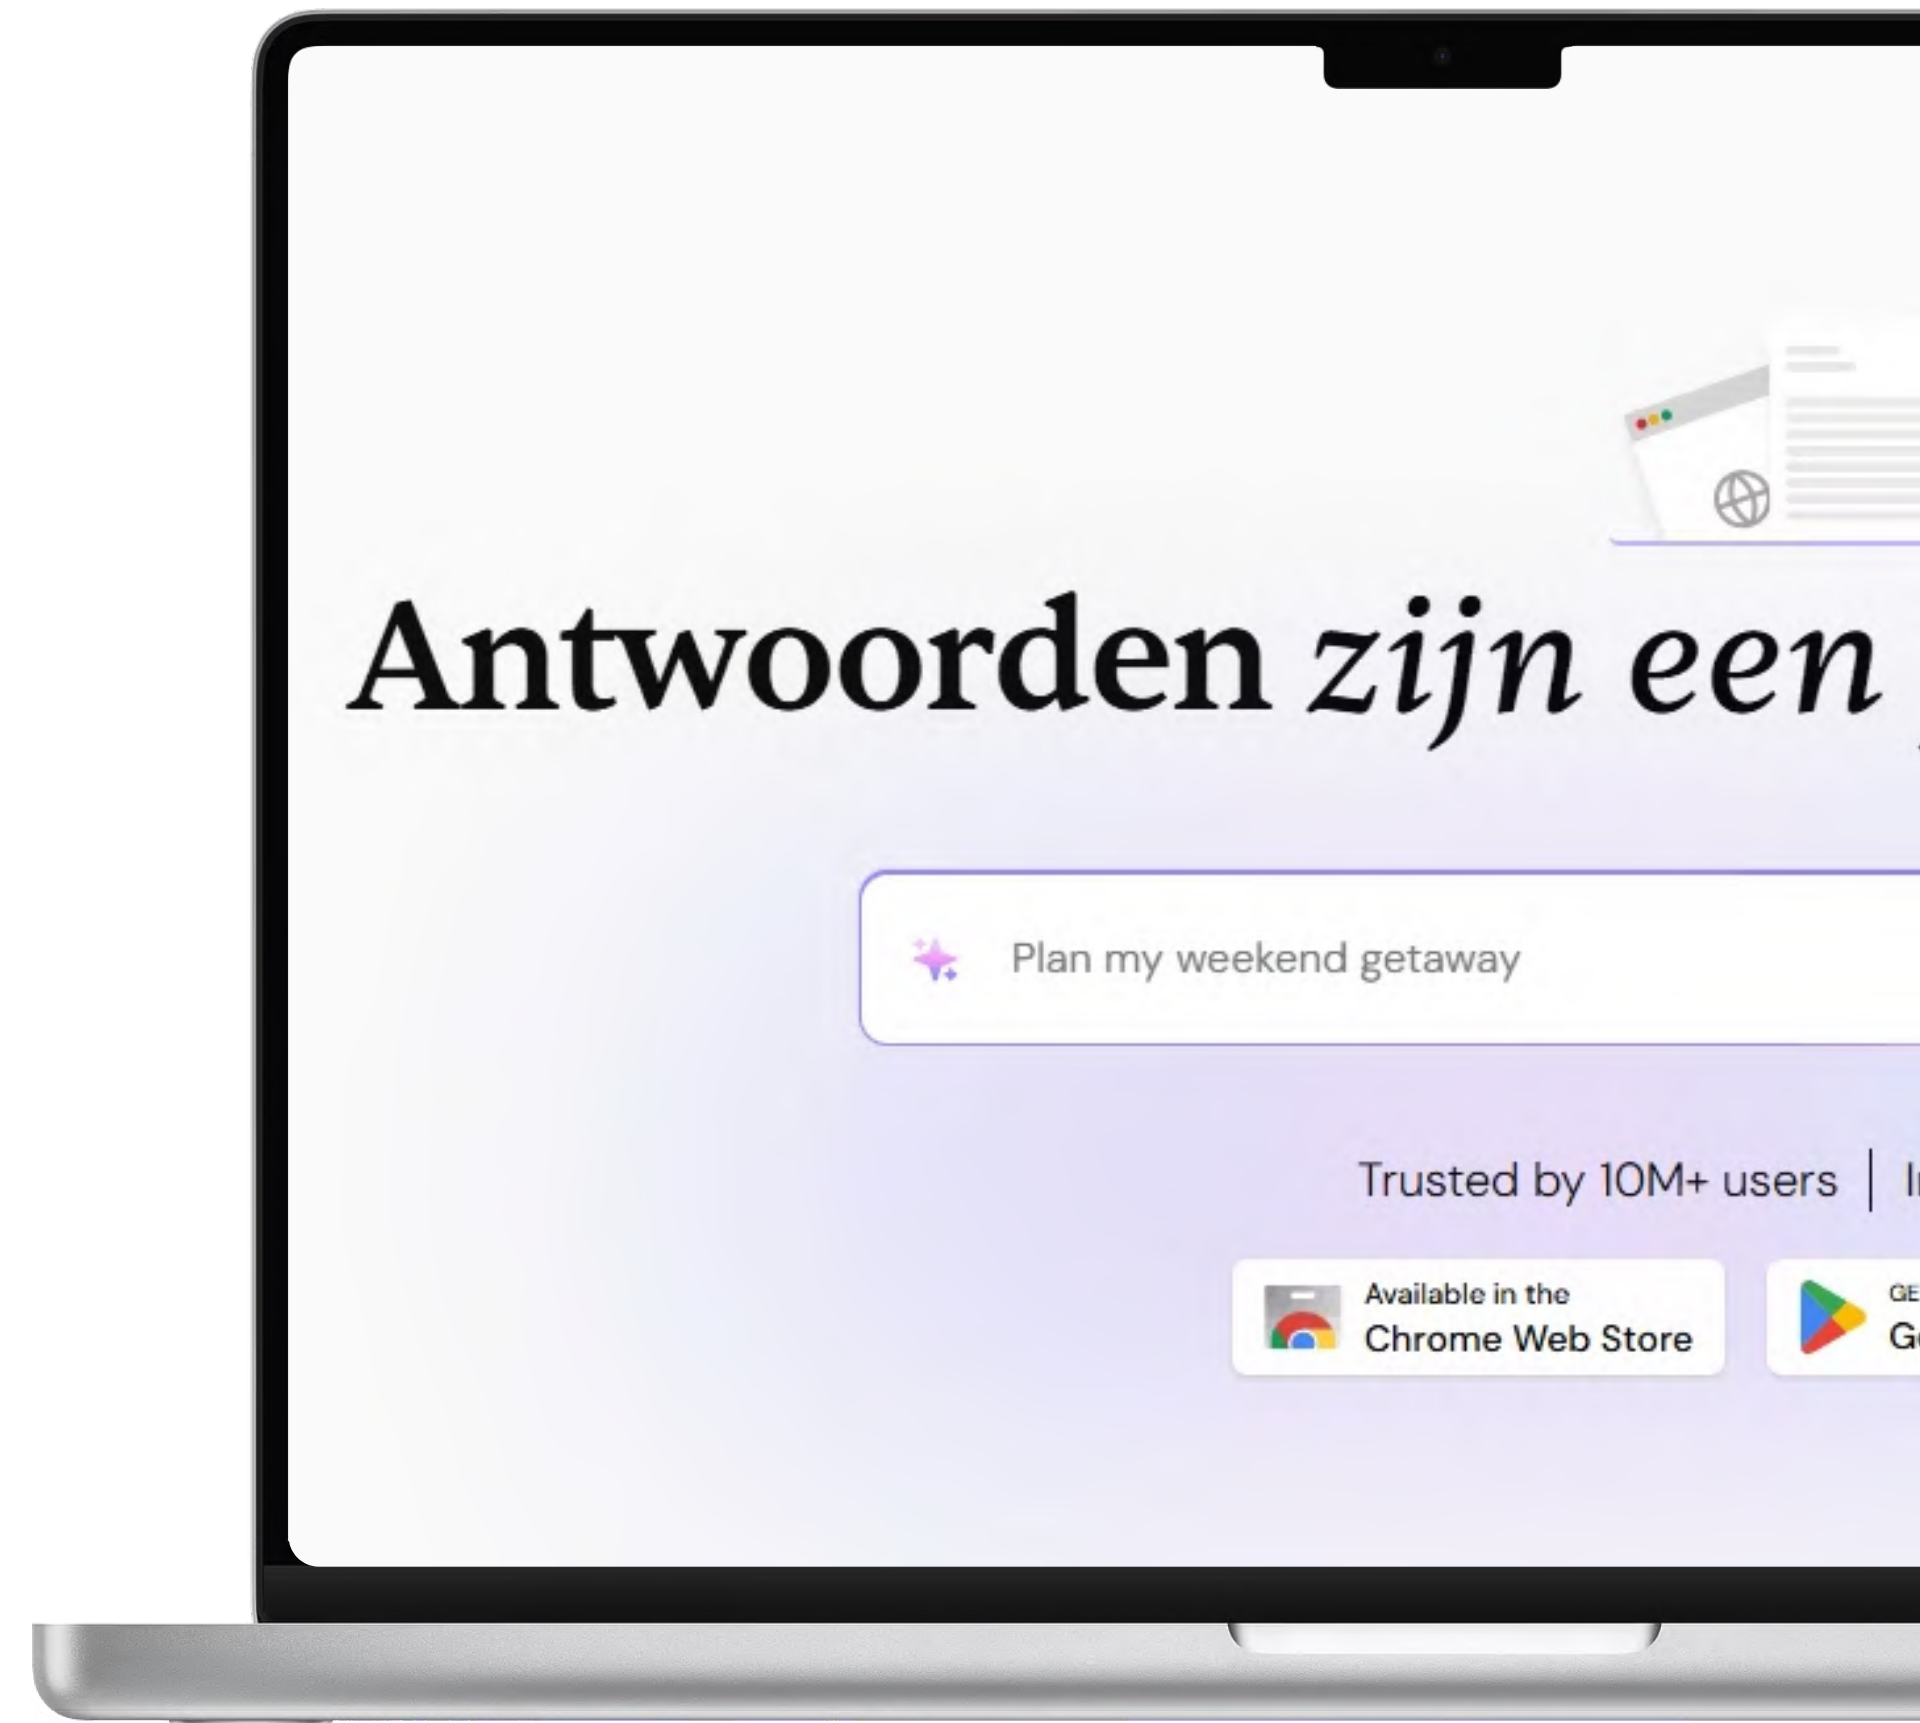 Antwoorden zijn een
Plan my weekend getaway
Trusted by 10M+ users
Available in the
Chrome Web Store